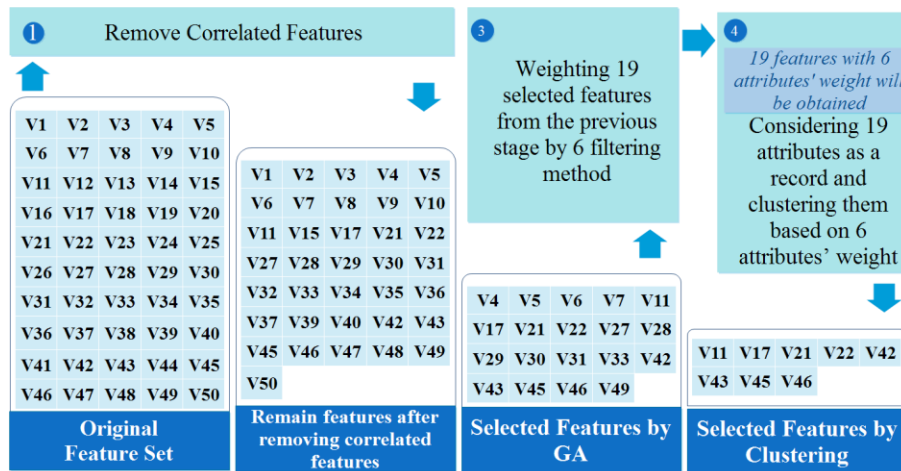 1
Remove Correlated Features
V1 V2 V3 V4 V5
V6 V7 V8 V9 V10
V11 V12 V13 V14 V15
V16 V17 V18 V19 V20
V21 V22 V23 V24 V25
V26 V27 V28 V29 V30
V31 V32 V33 V34 V35
V36 V37 V38 V39 V40
V41 V42 V43 V44 V45
V46 V47 V48 V49 V50
Original
Feature Set
V1 V2 V3 V4 V5
V6 V7 V8 V9 V10
V11 V15 V17 V21 V22
V27 V28 V29 V30 V31
V32 V33 V34 V35 V36
V37 V39 V40 V42 V43
V45 V46 V47 V48 V49
V50
Remain features after
removing correlated
features
3
Weighting 19
selected features
from the previous
stage by 6 filtering
method
V4 V5 V6 V7 V11
V17 V21 V22 V27 V28
V29 V30 V31 V33 V42
V43 V45 V46 V49
Selected Features by
GA
4
19 features with 6
attributes' weight will
be obtained
Considering 19
attributes as a
record and
clustering them
based on 6
attributes’ weight
V11 V17 V21 V22 V42
V43 V45 V46
Selected Features by
Clustering